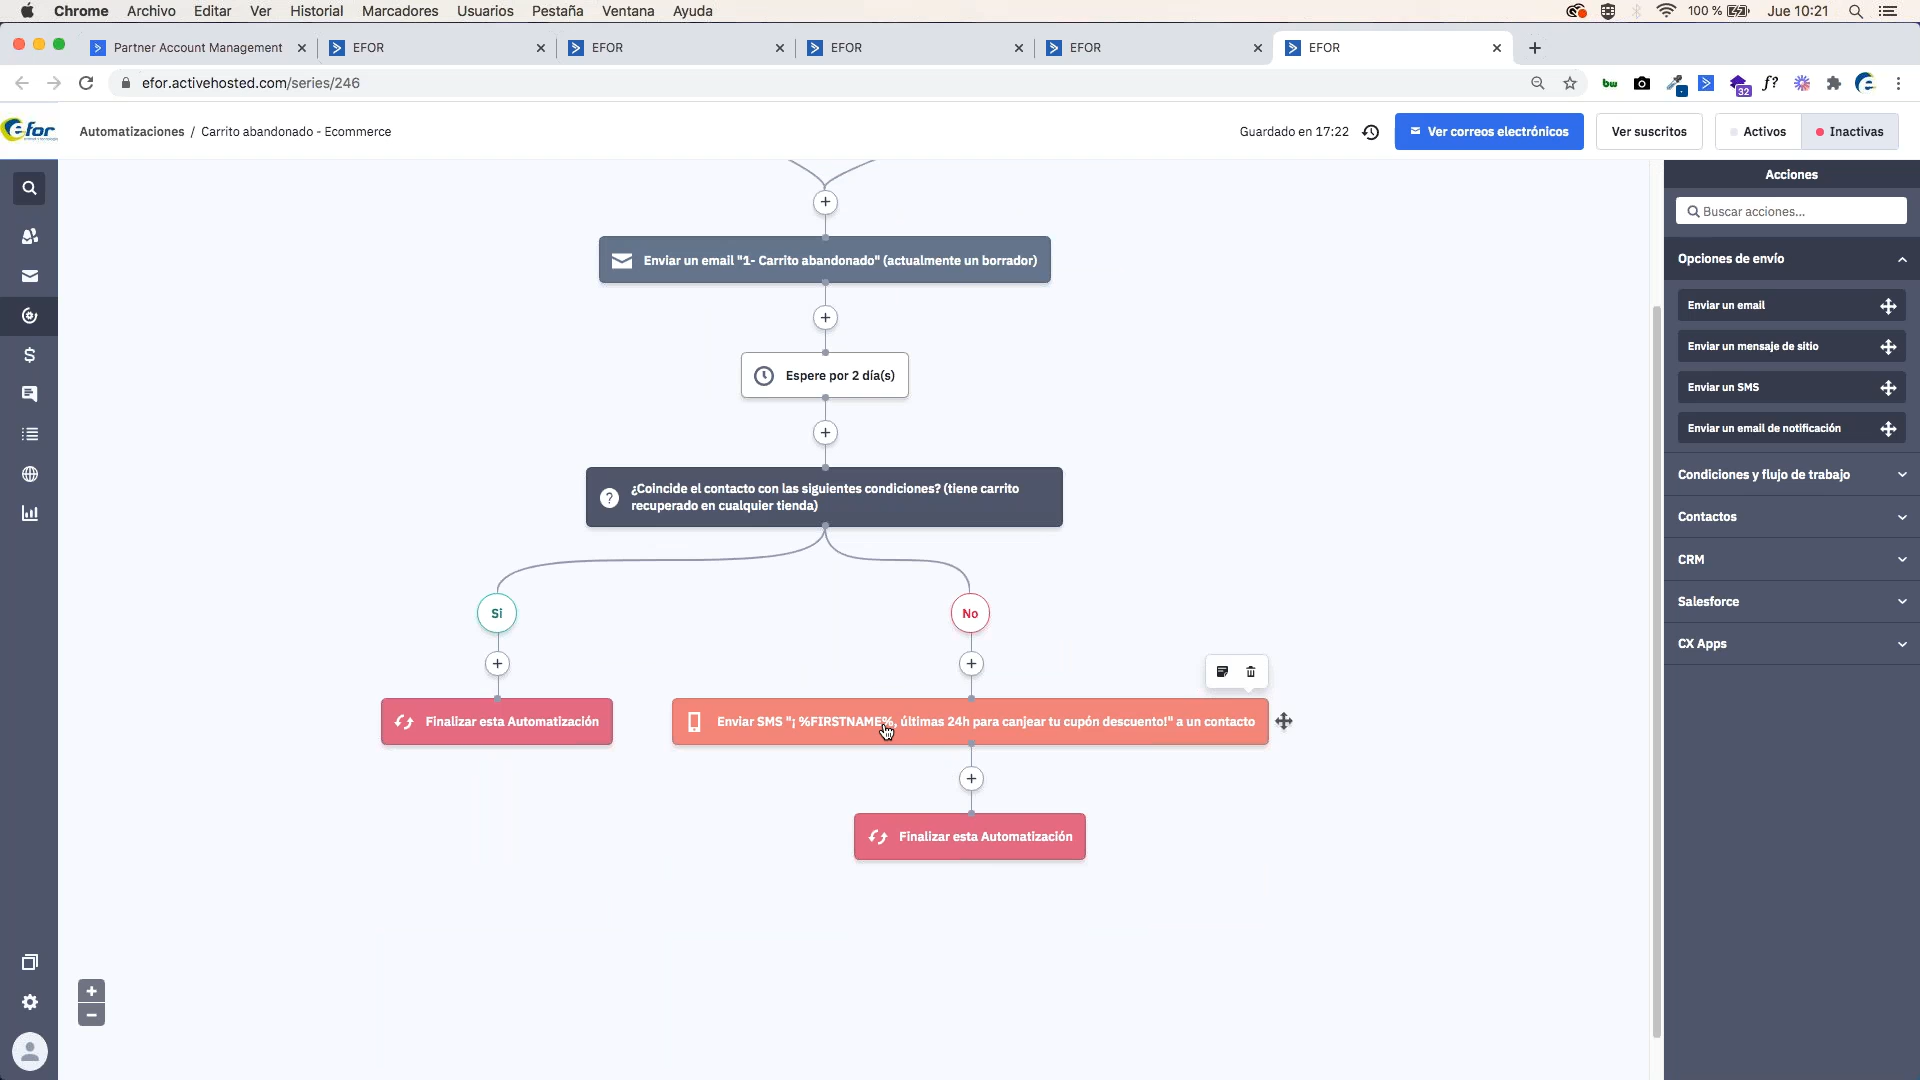 Chrome Archivo Editar Ver Historial Marcadores Usuarios Pestaña Ventana Ayuda 100 % Jue 10:21
Partner Account Management EFOR EFOR EFOR EFOR EFOR
efor.activehosted.com/series/246 bw 32 f?
efor Automatizaciones / Carrito abandonado - Ecommerce Guardado en 17:22 Ver correos electrónicos Ver suscritos Activos Inactivas
Acciones
Buscar acciones...
Opciones de envío
Enviar un email
Enviar un mensaje de sitio
Enviar un SMS
Enviar un email de notificación
Condiciones y flujo de trabajo
Contactos
CRM
Salesforce
CX Apps
Enviar un email "1- Carrito abandonado" (actualmente un borrador)
Espere por 2 día(s)
¿Coincide el contacto con las siguientes condiciones? (tiene carrito
recuperado en cualquier tienda)
Si No
Finalizar esta Automatización
Enviar SMS "¡ %FIRSTNAME%, últimas 24h para canjear tu cupón descuento!" a un contacto
Finalizar esta Automatización